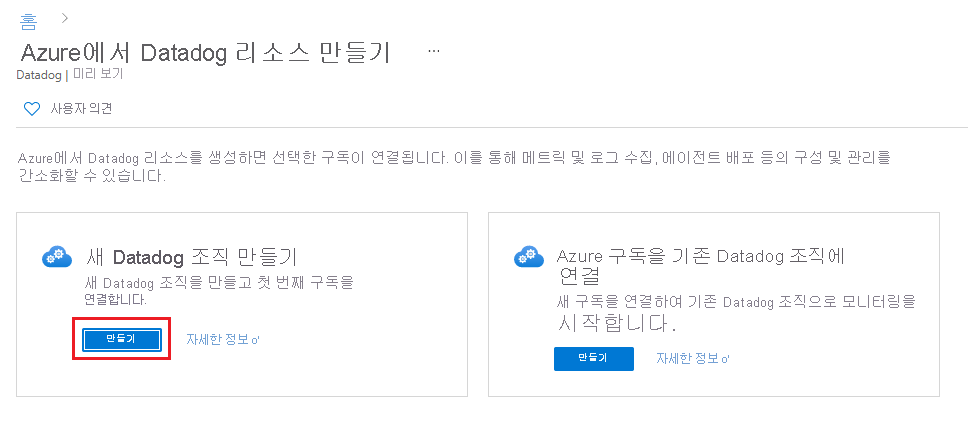 홈 >
Azure에서 Datadog 리소스 만들기 ...
Datadog | 미리 보기
사용자 의견
Azure에서 Datadog 리소스를 생성하면 선택한 구독이 연결됩니다. 이를 통해 메트릭 및 로그 수집, 에이전트 배포 등의 구성 및 관리를
간소화할 수 있습니다.
새 Datadog 조직 만들기
새 Datadog 조직을 만들고 첫 번째 구독을
연결합니다.
만들기 자세한 정보
Azure 구독을 기존 Datadog 조직에
연결
새 구독을 연결하여 기존 Datadog 조직으로 모니터링을
시작합니다.
만들기 자세한 정보